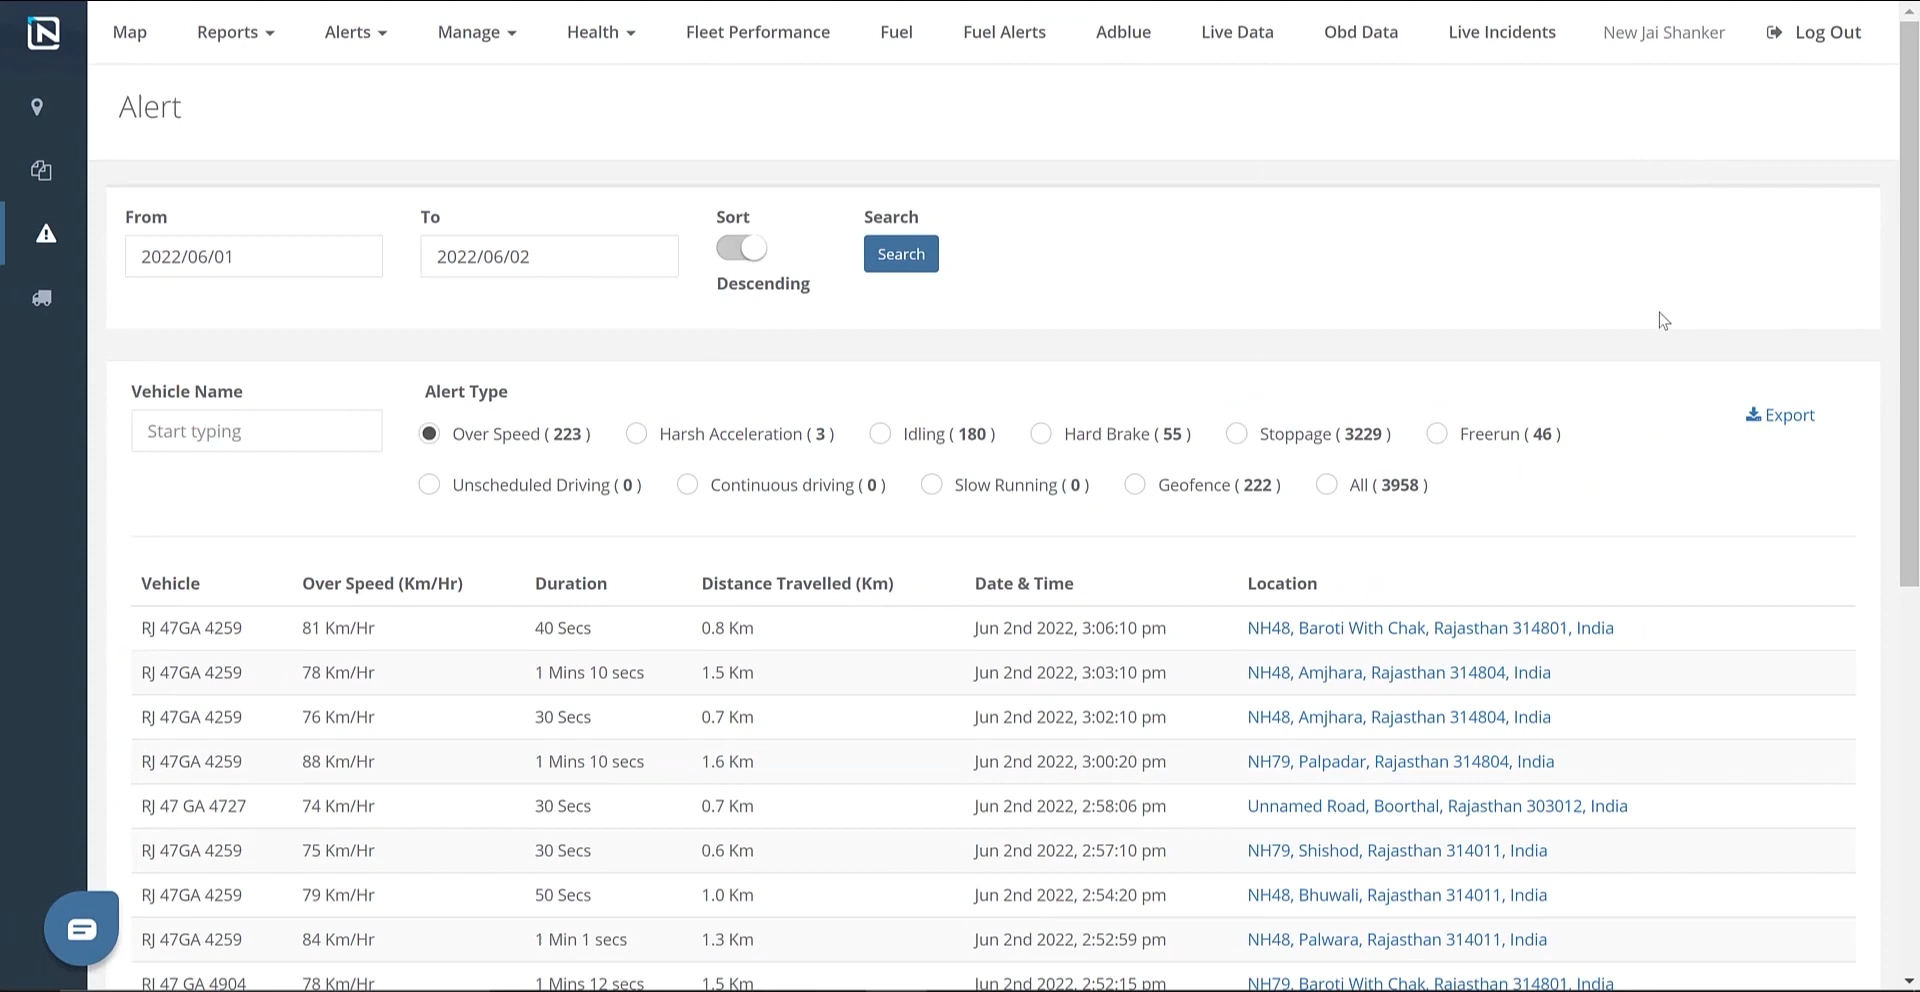 Map Reports Alerts Manage Health Fleet Performance Fuel Fuel Alerts Adblue Live Data Obd Data Live Incidents New Jai Shanker Log Out
Alert
From To Sort Search
2022/06/01 2022/06/02 Search
Descending
Vehicle Name Alert Type
Export
Start typing Over Speed ( 223 ) Harsh Acceleration ( 3 ) Idling ( 180 ) Hard Brake ( 55 ) Stoppage ( 3229 ) Freerun ( 46 )
Unscheduled Driving ( 0 ) Continuous driving ( 0 ) Slow Running ( 0 ) Geofence ( 222 ) All ( 3958 )
Vehicle Over Speed (Km/Hr) Duration Distance Travelled (Km) Date & Time Location
RJ 47GA 4259 81 Km/Hr 40 Secs 0.8 Km Jun 2nd 2022, 3:06:10 pm NH48, Baroti With Chak, Rajasthan 314801, India
RJ 47GA 4259 78 Km/Hr 1 Mins 10 secs 1.5 Km Jun 2nd 2022, 3:03:10 pm NH48, Amjhara, Rajasthan 314804, India
RJ 47GA 4259 76 Km/Hr 30 Secs 0.7 Km Jun 2nd 2022, 3:02:10 pm NH48, Amjhara, Rajasthan 314804, India
RJ 47GA 4259 88 Km/Hr 1 Mins 10 secs 1.6 Km Jun 2nd 2022, 3:00:20 pm NH79, Palpadar, Rajasthan 314804, India
RJ 47 GA 4727 74 Km/Hr 30 Secs 0.7 Km Jun 2nd 2022, 2:58:06 pm Unnamed Road, Boorthal, Rajasthan 303012, India
RJ 47GA 4259 75 Km/Hr 30 Secs 0.6 Km Jun 2nd 2022, 2:57:10 pm NH79, Shishod, Rajasthan 314011, India
RJ 47GA 4259 79 Km/Hr 50 Secs 1.0 Km Jun 2nd 2022, 2:54:20 pm NH48, Bhuwali, Rajasthan 314011, India
RJ 47GA 4259 84 Km/Hr 1 Min 1 secs 1.3 Km Jun 2nd 2022, 2:52:59 pm NH48, Palwara, Rajasthan 314011, India
RJ 47 GA 4904 78 Km/Hr 1 Mins 12 secs 1.5 Km Jun 2nd 2022, 2:52:15 pm NH79, Baroti With Chak, Rajasthan 314801, India